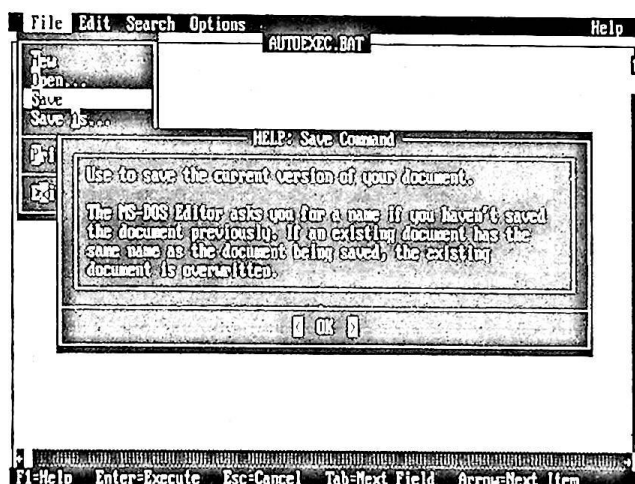 File Edit Search Options Help
AUTOEXEC.BAT
New
Open...
Save
Save As...
HELP: Save Command
Use to save the current version of your document.
The MS-DOS Editor asks you for a name if you haven't saved
the document previously. If an existing document has the
same name as the document being saved, the existing
document is overwritten.
< OK >
F1=Help Enter=Execute Esc=Cancel Tab=Next Field Arrow=Next Item